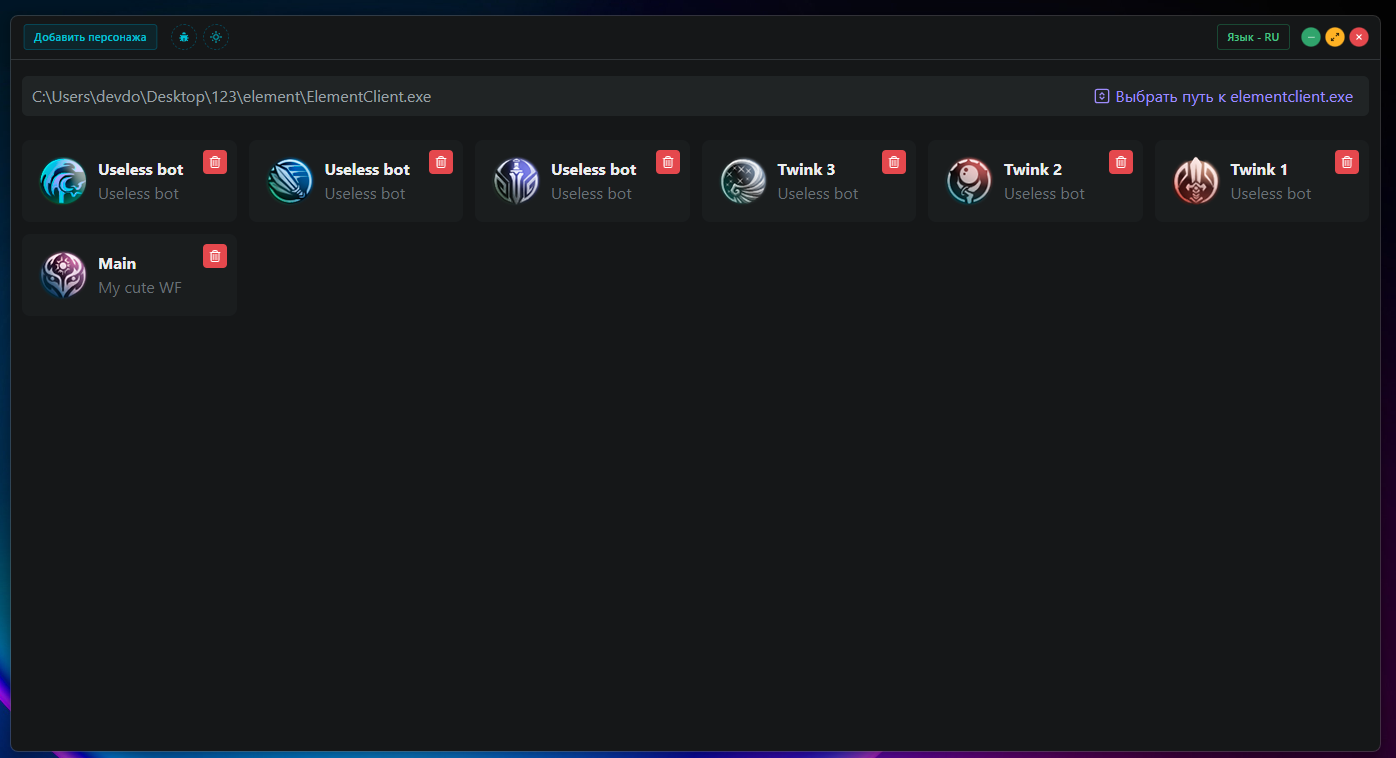 Добавить персонажа
Язык - RU
C:\Users\devdo\Desktop\123\element\ElementClient.exe
Выбрать путь к elementclient.exe
Useless bot
Useless bot
Useless bot
Useless bot
Useless bot
Useless bot
Twink 3
Useless bot
Twink 2
Useless bot
Twink 1
Useless bot
Main
My cute WF